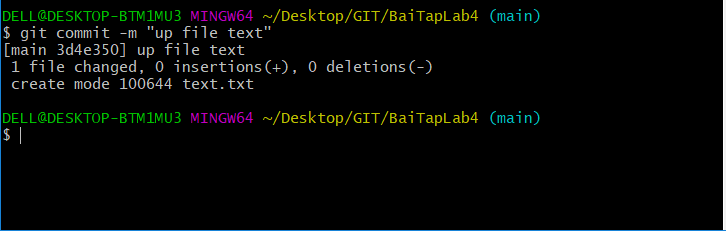 DELL@DESKTOP-BTM1MU3 MINGW64 ~/Desktop/GIT/BaiTapLab4 (main)
$ git commit -m "up file text"
[main 3d4e350] up file text
 1 file changed, 0 insertions(+), 0 deletions(-)
 create mode 100644 text.txt
DELL@DESKTOP-BTM1MU3 MINGW64 ~/Desktop/GIT/BaiTapLab4 (main)
$